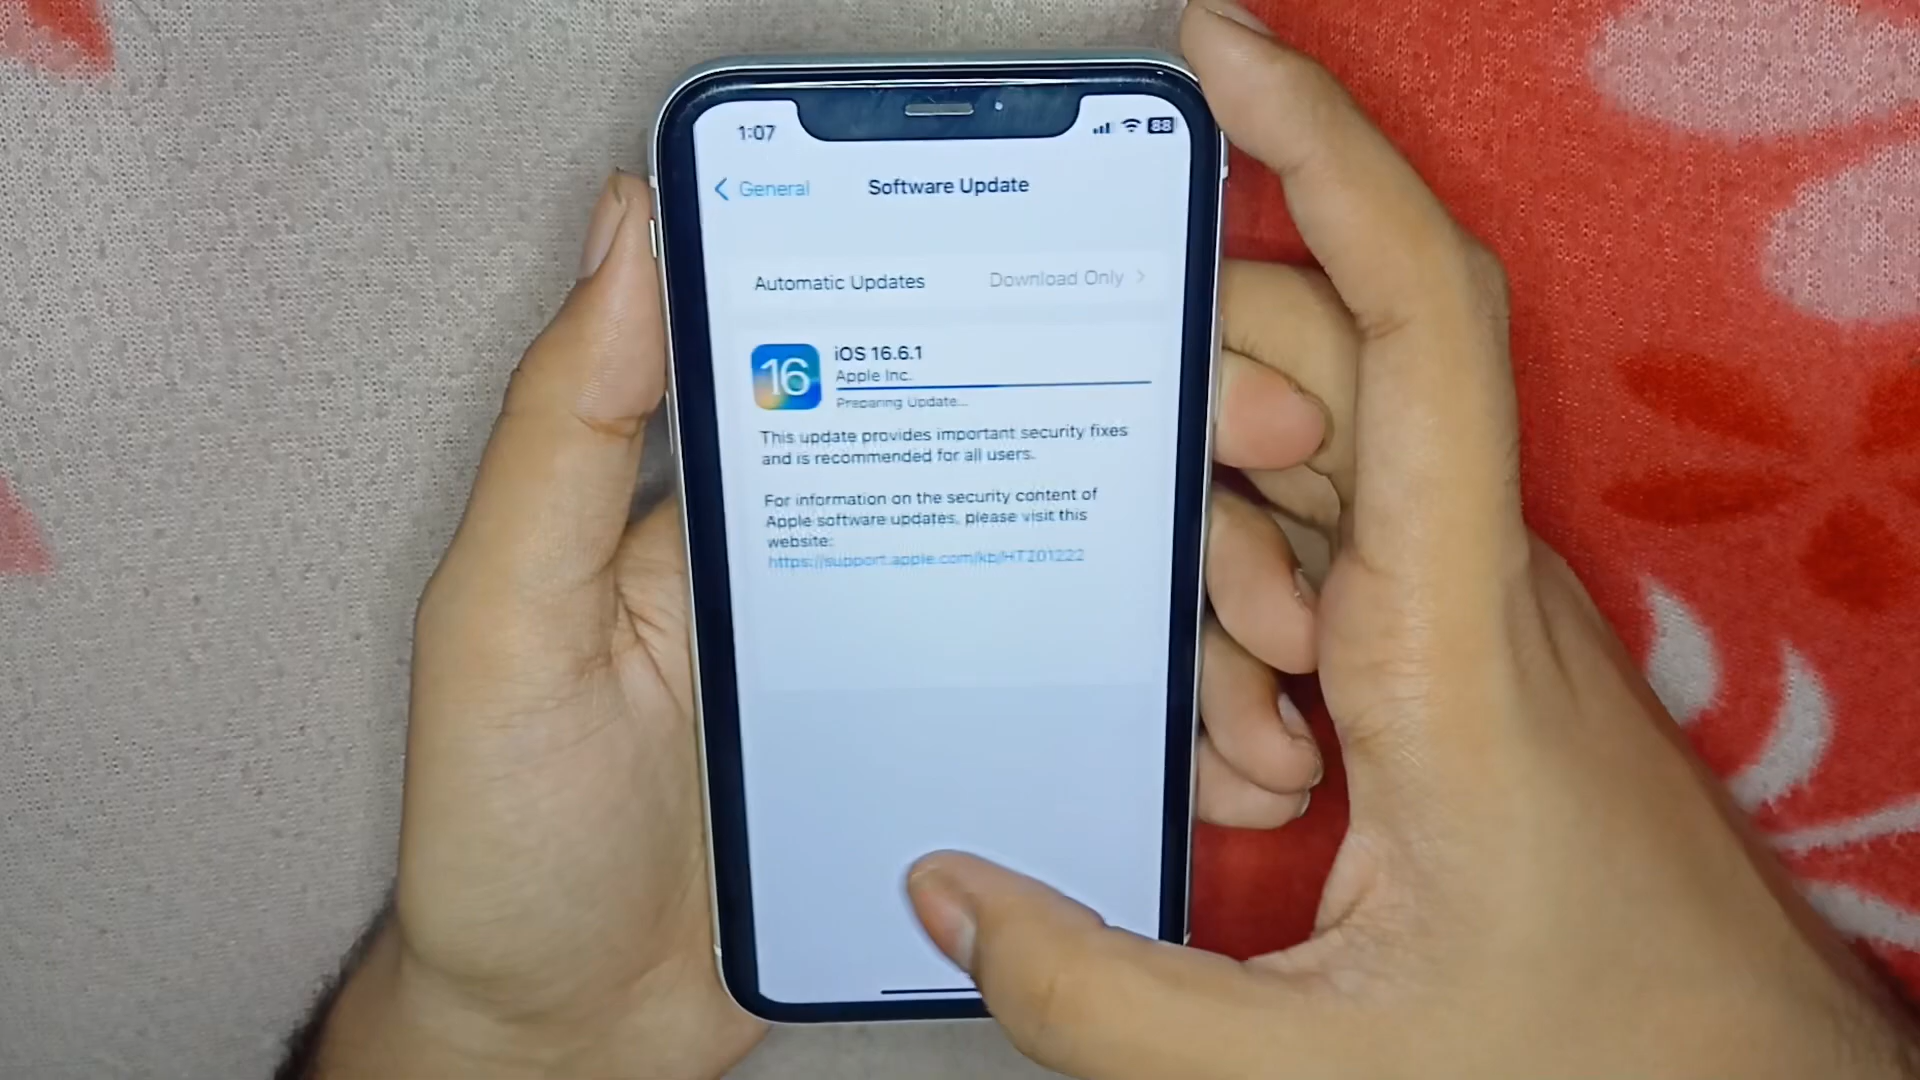 1:07
88
General
Software Update
Automatic Updates
Download Only
16
iOS 16.6.1
Apple Inc.
Preparing Update...
This update provides important security fixes
and is recommended for all users.
For information on the security content of
Apple software updates, please visit this
website:
https://support.apple.com/kb/HT201222